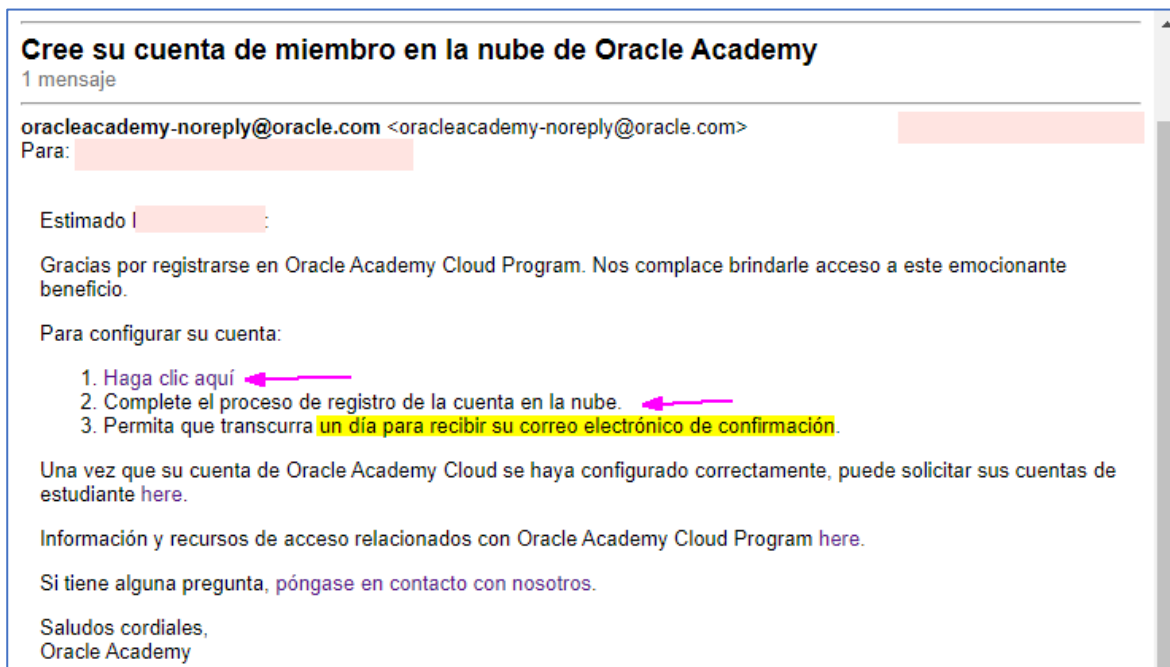 Cree su cuenta de miembro en la nube de Oracle Academy
1 mensaje
oracleacademy-noreply@oracle.com <oracleacademy-noreply@oracle.com>
Para:
Estimado :
Gracias por registrarse en Oracle Academy Cloud Program. Nos complace brindarle acceso a este emocionante
beneficio.
Para configurar su cuenta:
1. Haga clic aquí
2. Complete el proceso de registro de la cuenta en la nube.
3. Permita que transcurra un día para recibir su correo electrónico de confirmación.
Una vez que su cuenta de Oracle Academy Cloud se haya configurado correctamente, puede solicitar sus cuentas de
estudiante here.
Información y recursos de acceso relacionados con Oracle Academy Cloud Program here.
Si tiene alguna pregunta, póngase en contacto con nosotros.
Saludos cordiales,
Oracle Academy